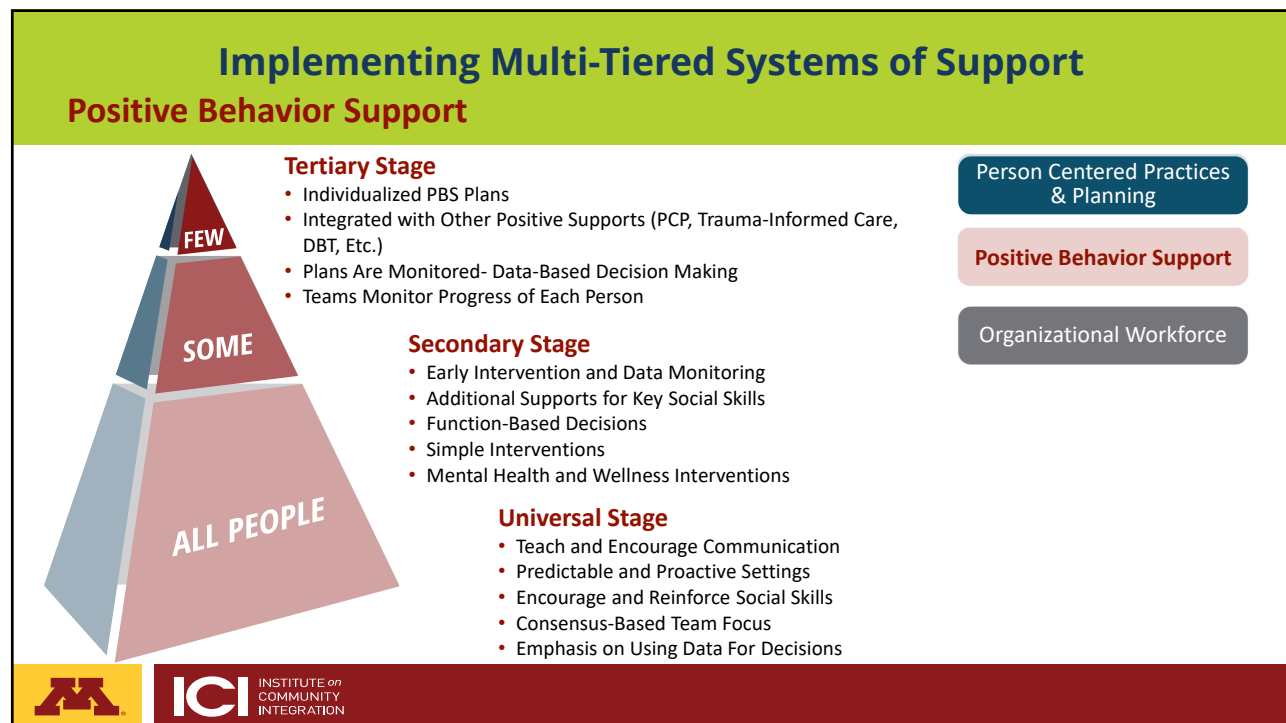 Implementing Multi-Tiered Systems of Support
Positive Behavior Support
Tertiary Stage
• Individualized PBS Plans
• Integrated with Other Positive Supports (PCP, Trauma-Informed Care,
DBT, Etc.)
• Plans Are Monitored- Data-Based Decision Making
• Teams Monitor Progress of Each Person
FEW
Secondary Stage
• Early Intervention and Data Monitoring
• Additional Supports for Key Social Skills
• Function-Based Decisions
• Simple Interventions
• Mental Health and Wellness Interventions
SOME
Universal Stage
• Teach and Encourage Communication
• Predictable and Proactive Settings
• Encourage and Reinforce Social Skills
• Consensus-Based Team Focus
• Emphasis on Using Data For Decisions
ALL PEOPLE
Person Centered Practices
& Planning
Positive Behavior Support
Organizational Workforce
M
ICI
INSTITUTE on
COMMUNITY
INTEGRATION